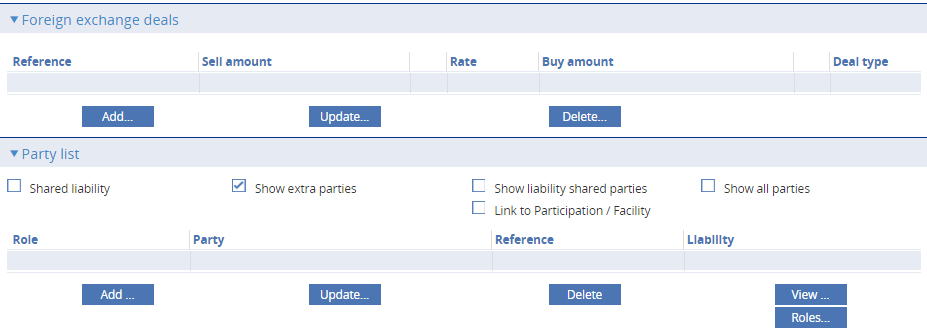 Foreign exchange deals
Reference Sell amount Rate Buy amount Deal type
Add... Update... Delete...
Party list
Shared liability Show extra parties Show liability shared parties Show all parties
Link to Participation / Facility
Role Party Reference Liability
Add ... Update... Delete View ...
Roles...